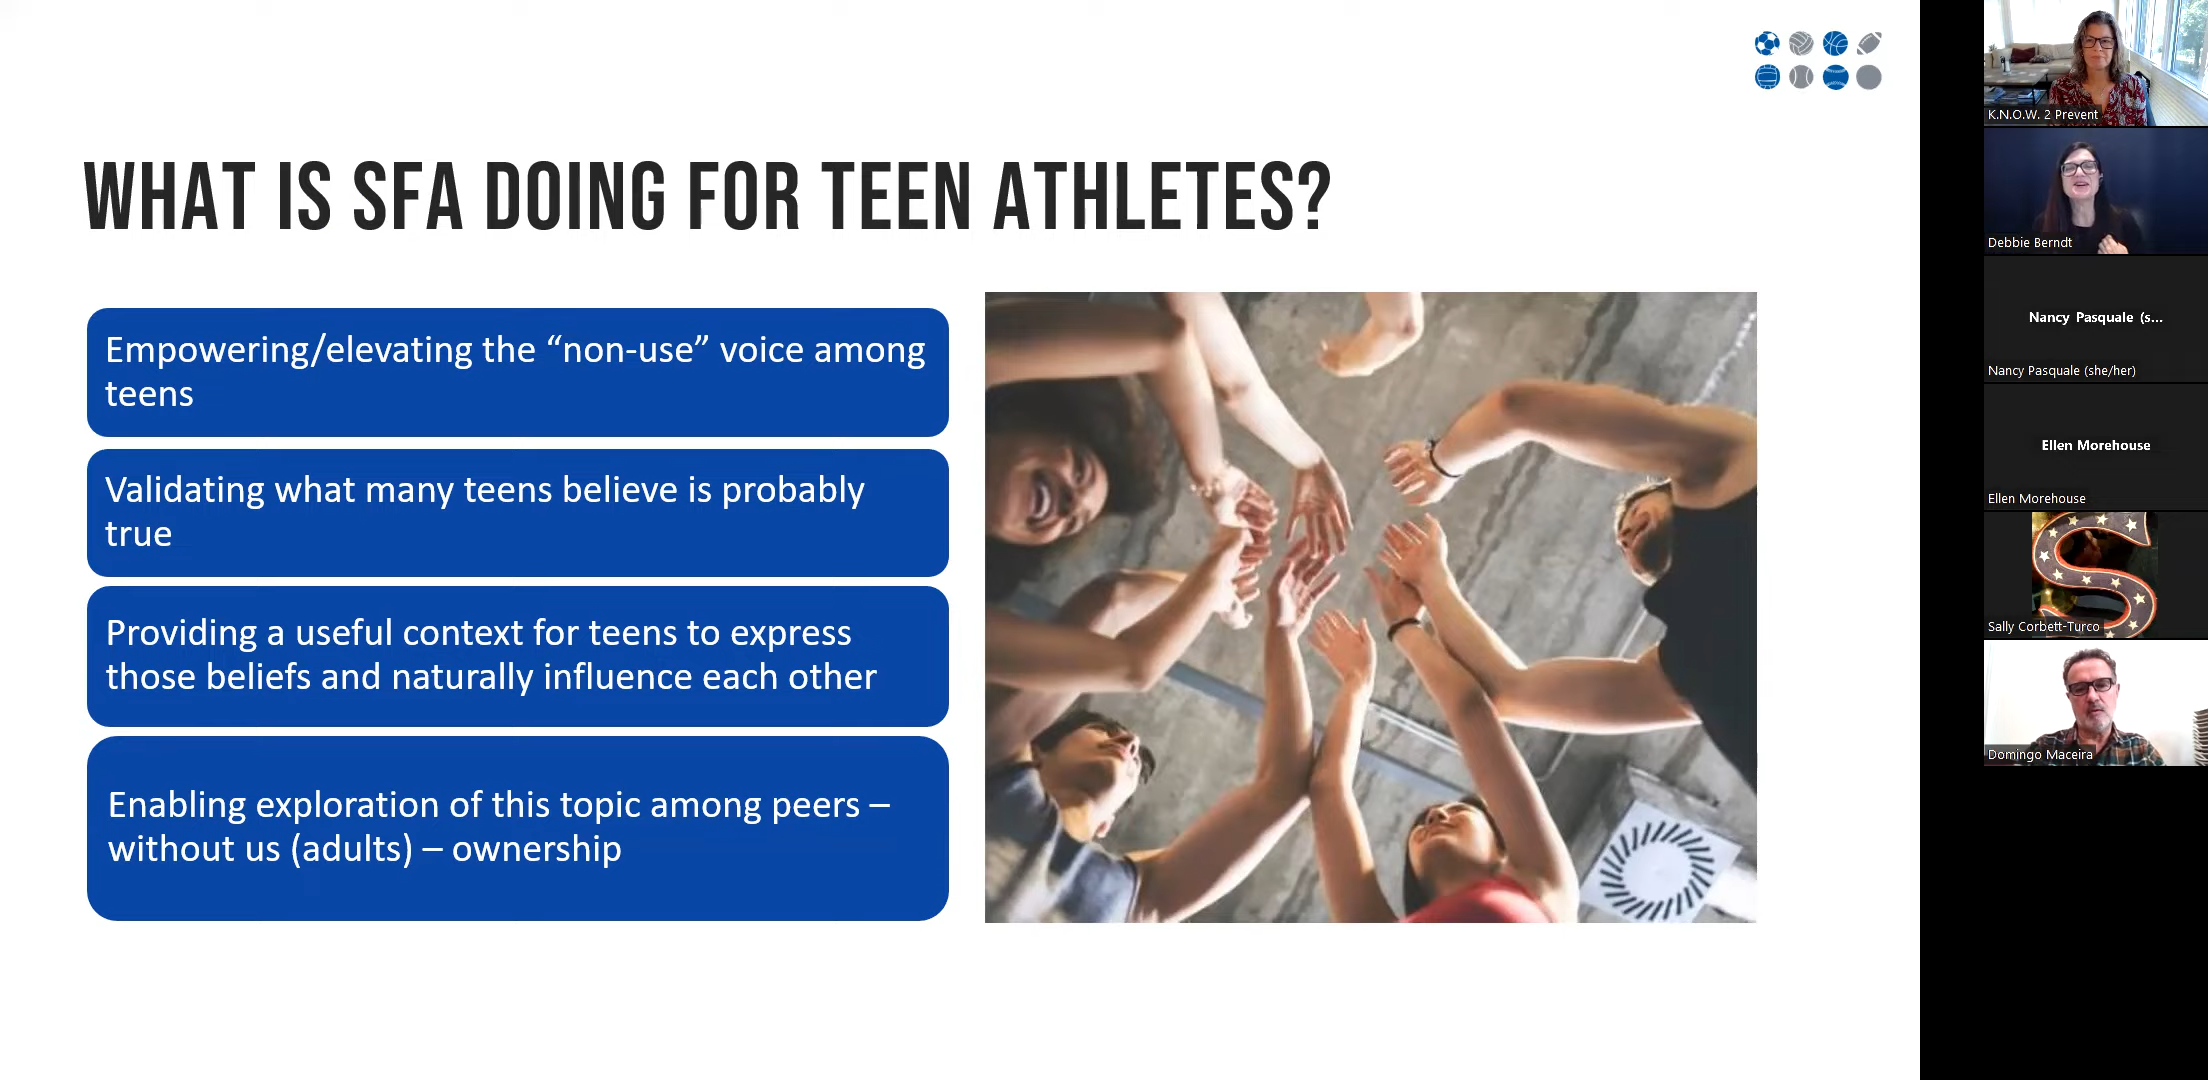 WHAT IS SFA DOING FOR TEEN ATHLETES?
Empowering/elevating the “non-use” voice among
teens
Validating what many teens believe is probably
true
Providing a useful context for teens to express
those beliefs and naturally influence each other
Enabling exploration of this topic among peers –
without us (adults) – ownership
K.N.O.W. 2 Prevent
Debbie Berndt
Nancy Pasquale (s...
Nancy Pasquale (she/her)
Ellen Morehouse
Ellen Morehouse
S
Sally Corbett-Turco
Domingo Maceira